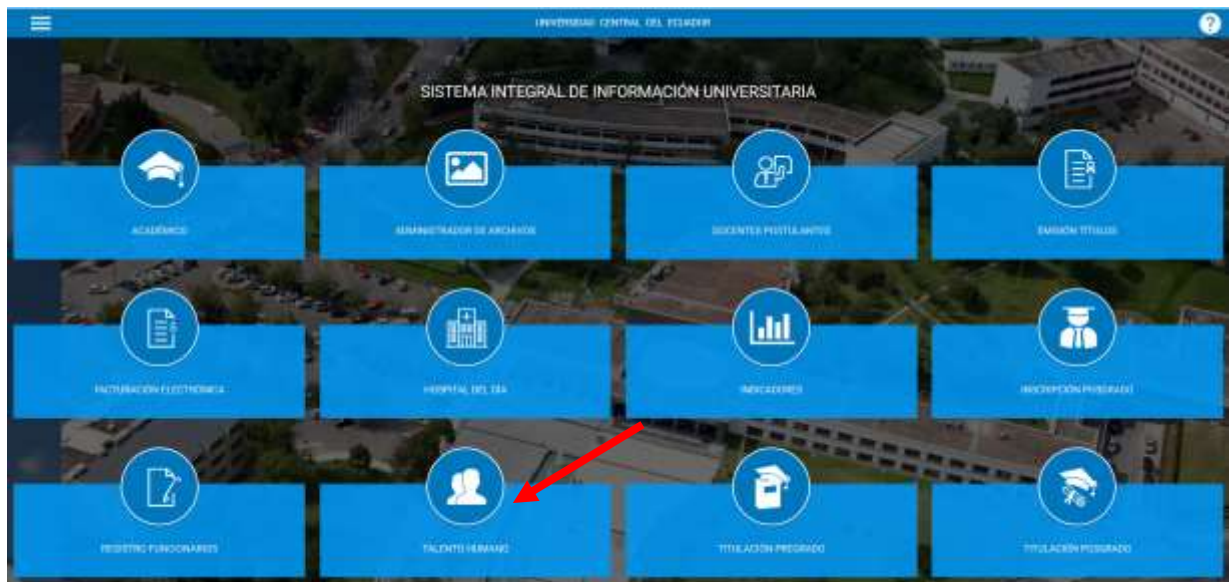 UNIVERSIDAD CENTRAL DEL ECUADOR
SISTEMA INTEGRAL DE INFORMACIÓN UNIVERSITARIA
ACADÉMICO
ADMINISTRADOR DE ARCHIVOS
DOCENTES POSTULANTES
EMISIÓN TÍTULOS
FACTURACIÓN ELECTRÓNICA
HOSPITAL DEL DÍA
INDICADORES
INSCRIPCIÓN POSGRADO
REGISTRO FUNCIONARIOS
TALENTO HUMANO
TITULACIÓN PREGRADO
TITULACIÓN POSGRADO